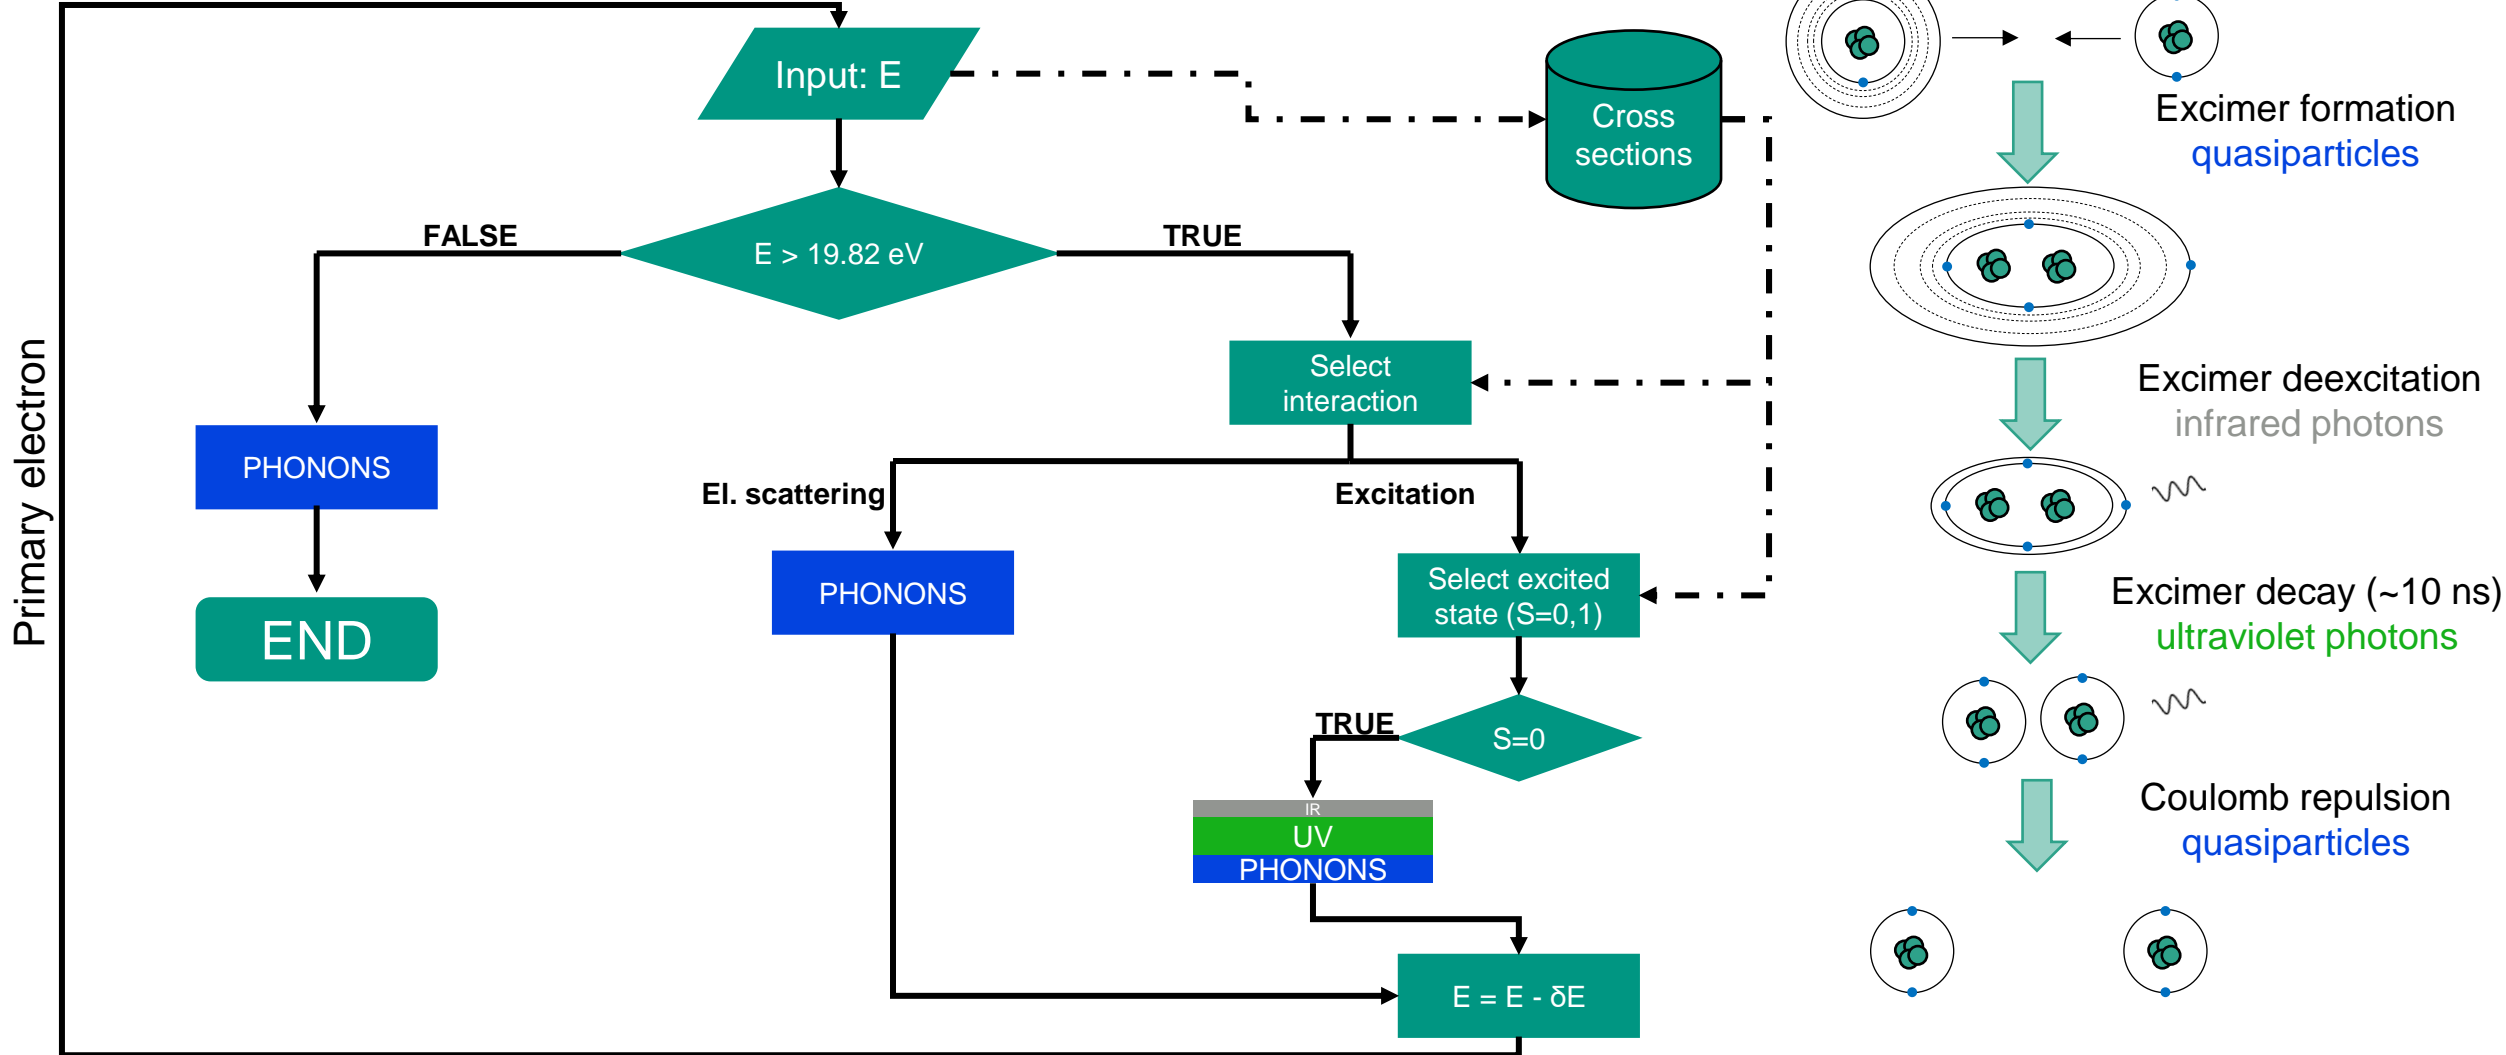 Primary electron
Input: E
Cross
sections
FALSE
E > 19.82 eV
TRUE
PHONONS
END
Select
interaction
El. scattering
Excitation
PHONONS
Select excited
state (S=0,1)
TRUE
S=0
IR
UV
PHONONS
E = E - δE
Excimer formation
quasiparticles
Excimer deexcitation
infrared photons
Excimer decay (~10 ns)
ultraviolet photons
Coulomb repulsion
quasiparticles